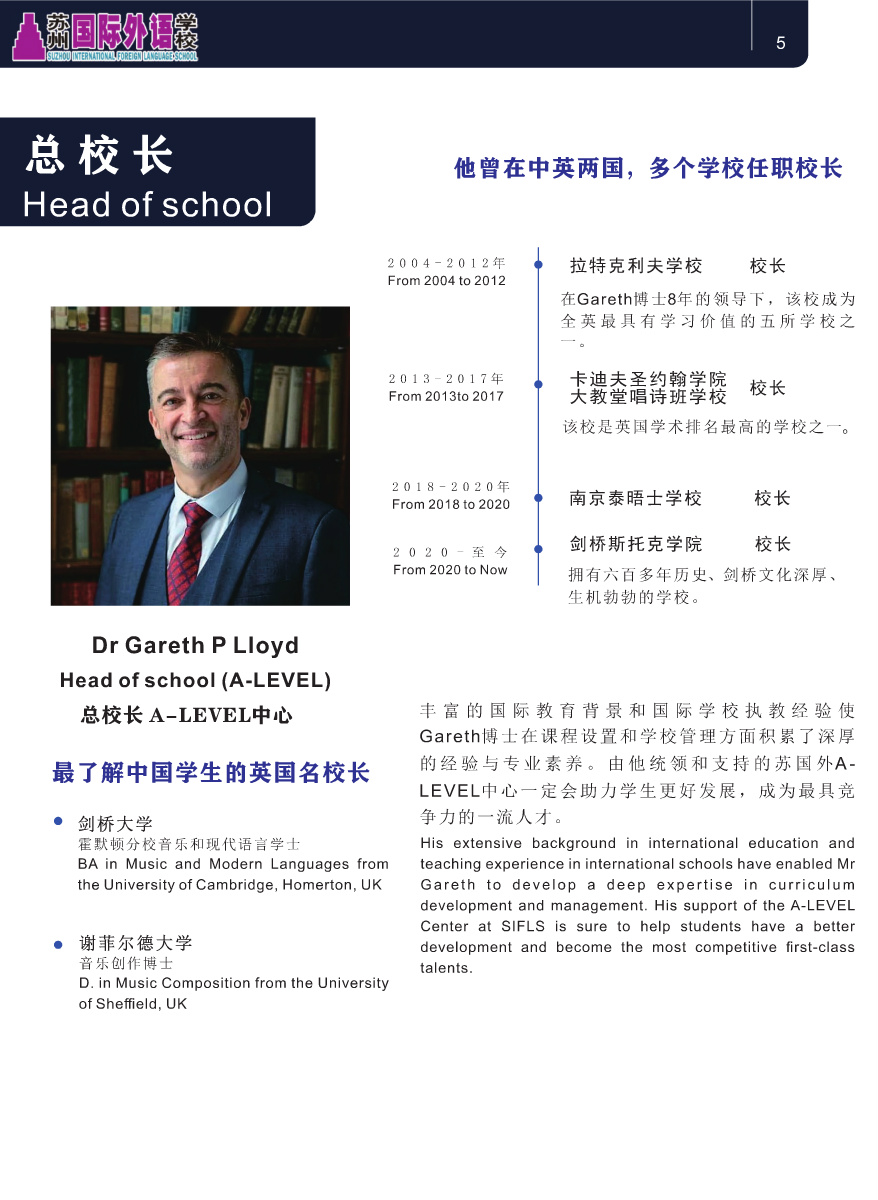 苏州国际外语学校
SUZHOU INTERNATIONAL FOREIGN LANGUAGE SCHOOL
5
总校长
Head of school
他曾在中英两国，多个学校任职校长
2004-2012年
From 2004 to 2012
拉特克利夫学校 校长
在Gareth博士8年的领导下，该校成为
全英最具有学习价值的五所学校之
一。
2013-2017年
From 2013to 2017
卡迪夫圣约翰学院
大教堂唱诗班学校 校长
该校是英国学术排名最高的学校之一。
2018-2020年
From 2018 to 2020
南京泰晤士学校 校长
2020-至今
From 2020 to Now
剑桥斯托克学院 校长
拥有六百多年历史、剑桥文化深厚、
生机勃勃的学校。
Dr Gareth P Lloyd
Head of school (A-LEVEL)
总校长 A-LEVEL中心
最了解中国学生的英国名校长
剑桥大学
霍默顿分校音乐和现代语言学士
BA in Music and Modern Languages from
the University of Cambridge, Homerton, UK
谢菲尔德大学
音乐创作博士
D. in Music Composition from the University
of Sheffield, UK
丰富的国际教育背景和国际学校执教经验使
Gareth博士在课程设置和学校管理方面积累了深厚
的经验与专业素养。由他统领和支持的苏国外A-
LEVEL中心一定会助力学生更好发展，成为最具竞
争力的一流人才。
His extensive background in international education and
teaching experience in international schools have enabled Mr
Gareth to develop a deep expertise in curriculum
development and management. His support of the A-LEVEL
Center at SIFLS is sure to help students have a better
development and become the most competitive first-class
talents.